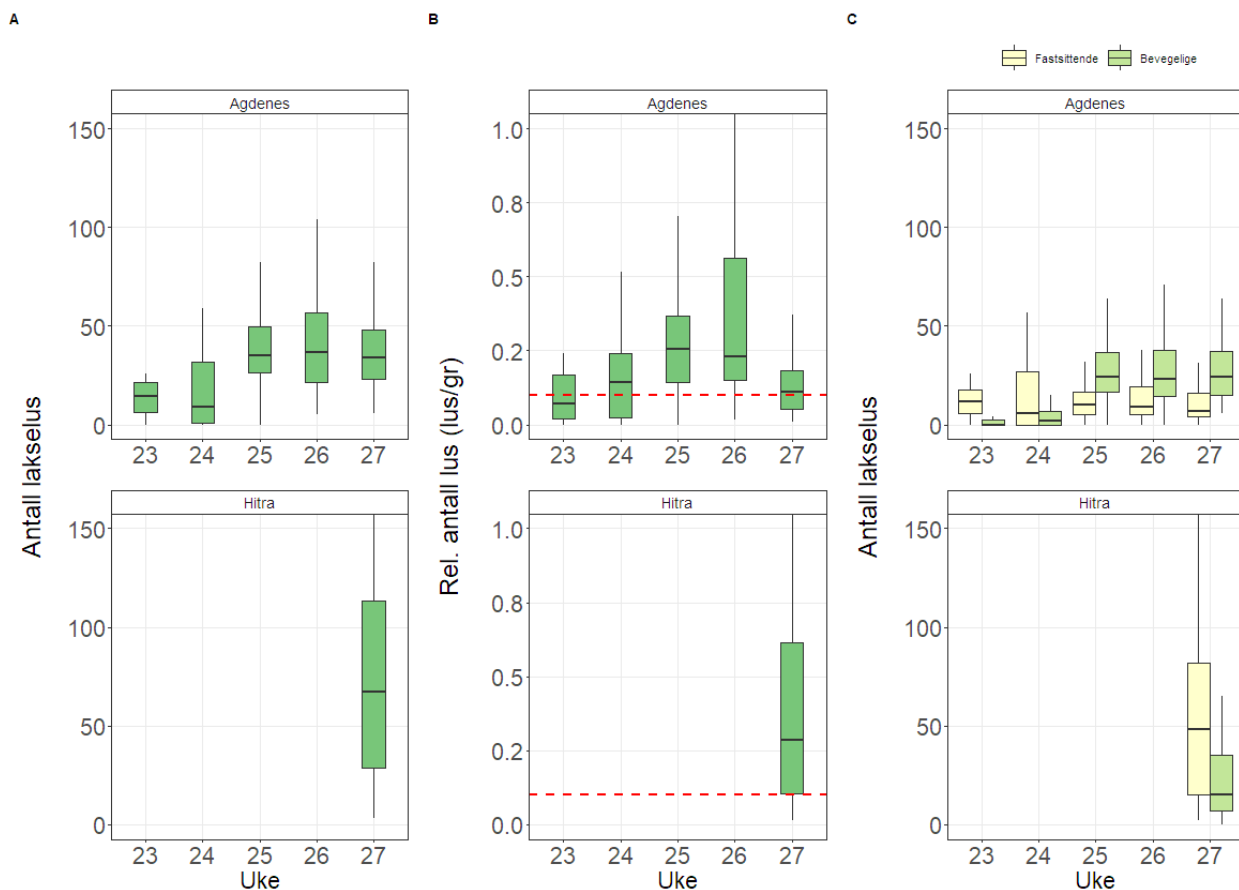 A
Antall lakselus
Agdenes
150
100
50
0
23 24 25 26 27
Hitra
150
100
50
0
23 24 25 26 27
Uke
B
Rel. antall lus (lus/gr)
Agdenes
1.0
0.8
0.5
0.2
0.0
23 24 25 26 27
Hitra
1.0
0.8
0.5
0.2
0.0
23 24 25 26 27
Uke
C
Fastsittende Bevegelige
Antall lakselus
Agdenes
150
100
50
0
23 24 25 26 27
Hitra
150
100
50
0
23 24 25 26 27
Uke